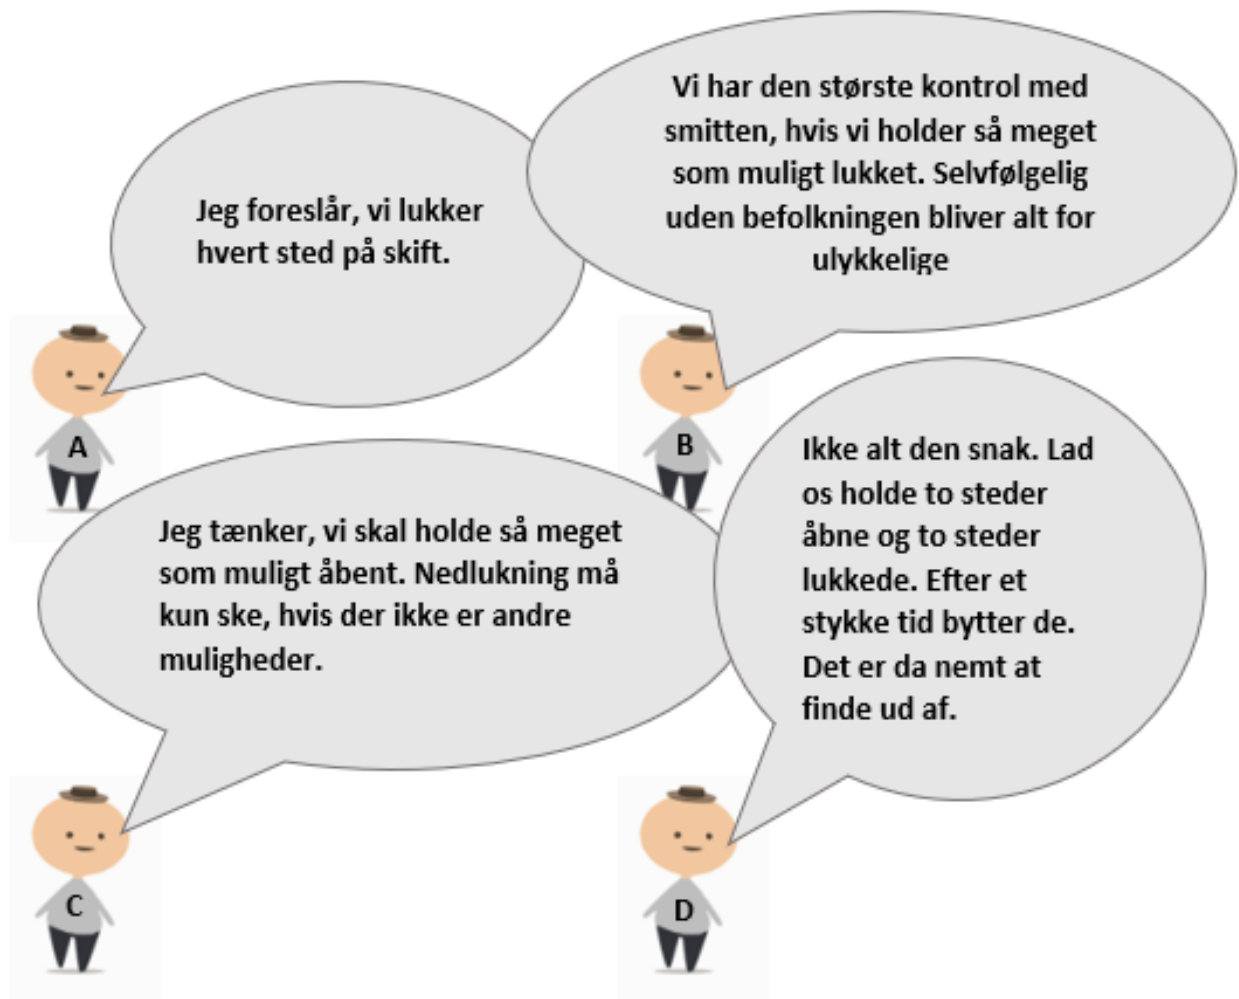 Jeg foreslår, vi lukker
hvert sted på skift.
A
Vi har den største kontrol med
smitten, hvis vi holder så meget
som muligt lukket. Selvfølgelig
uden befolkningen bliver alt for
ulykkelige
B
Jeg tænker, vi skal holde så meget
som muligt åbent. Nedlukning må
kun ske, hvis der ikke er andre
muligheder.
C
Ikke alt den snak. Lad
os holde to steder
åbne og to steder
lukkede. Efter et
stykke tid bytter de.
Det er da nemt at
finde ud af.
D